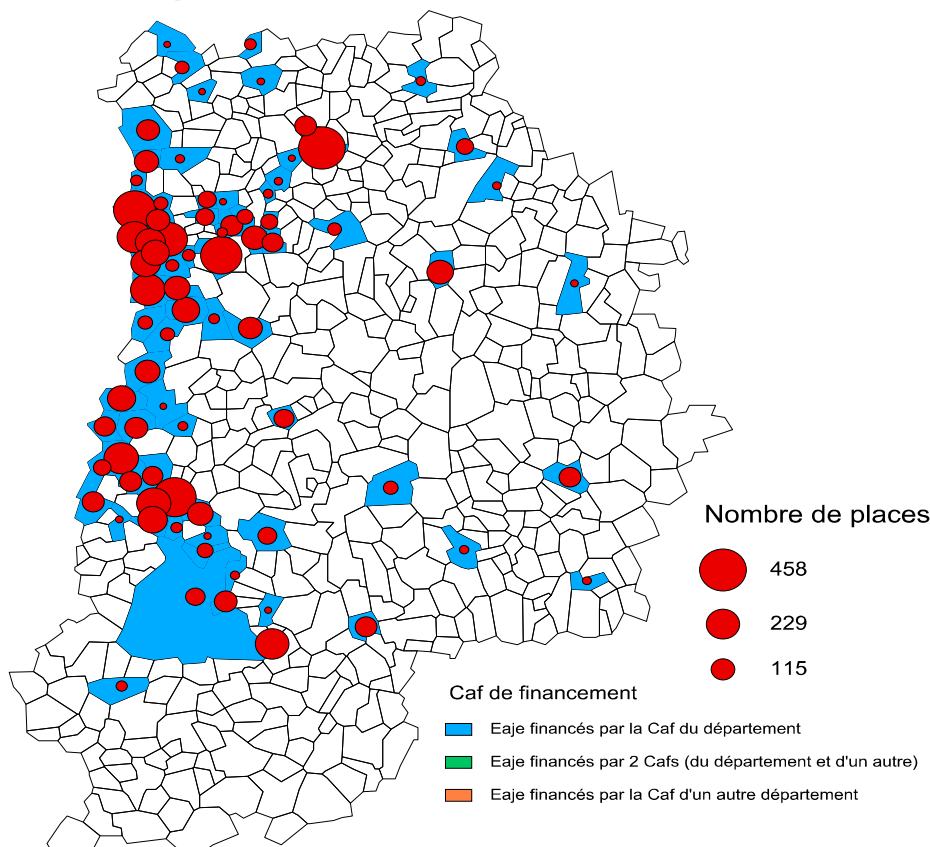 Nombre de places
458
229
115
Caf de financement
Eaje financés par la Caf du département
Eaje financés par 2 Cafs (du département et d'un autre)
Eaje financés par la Caf d'un autre département